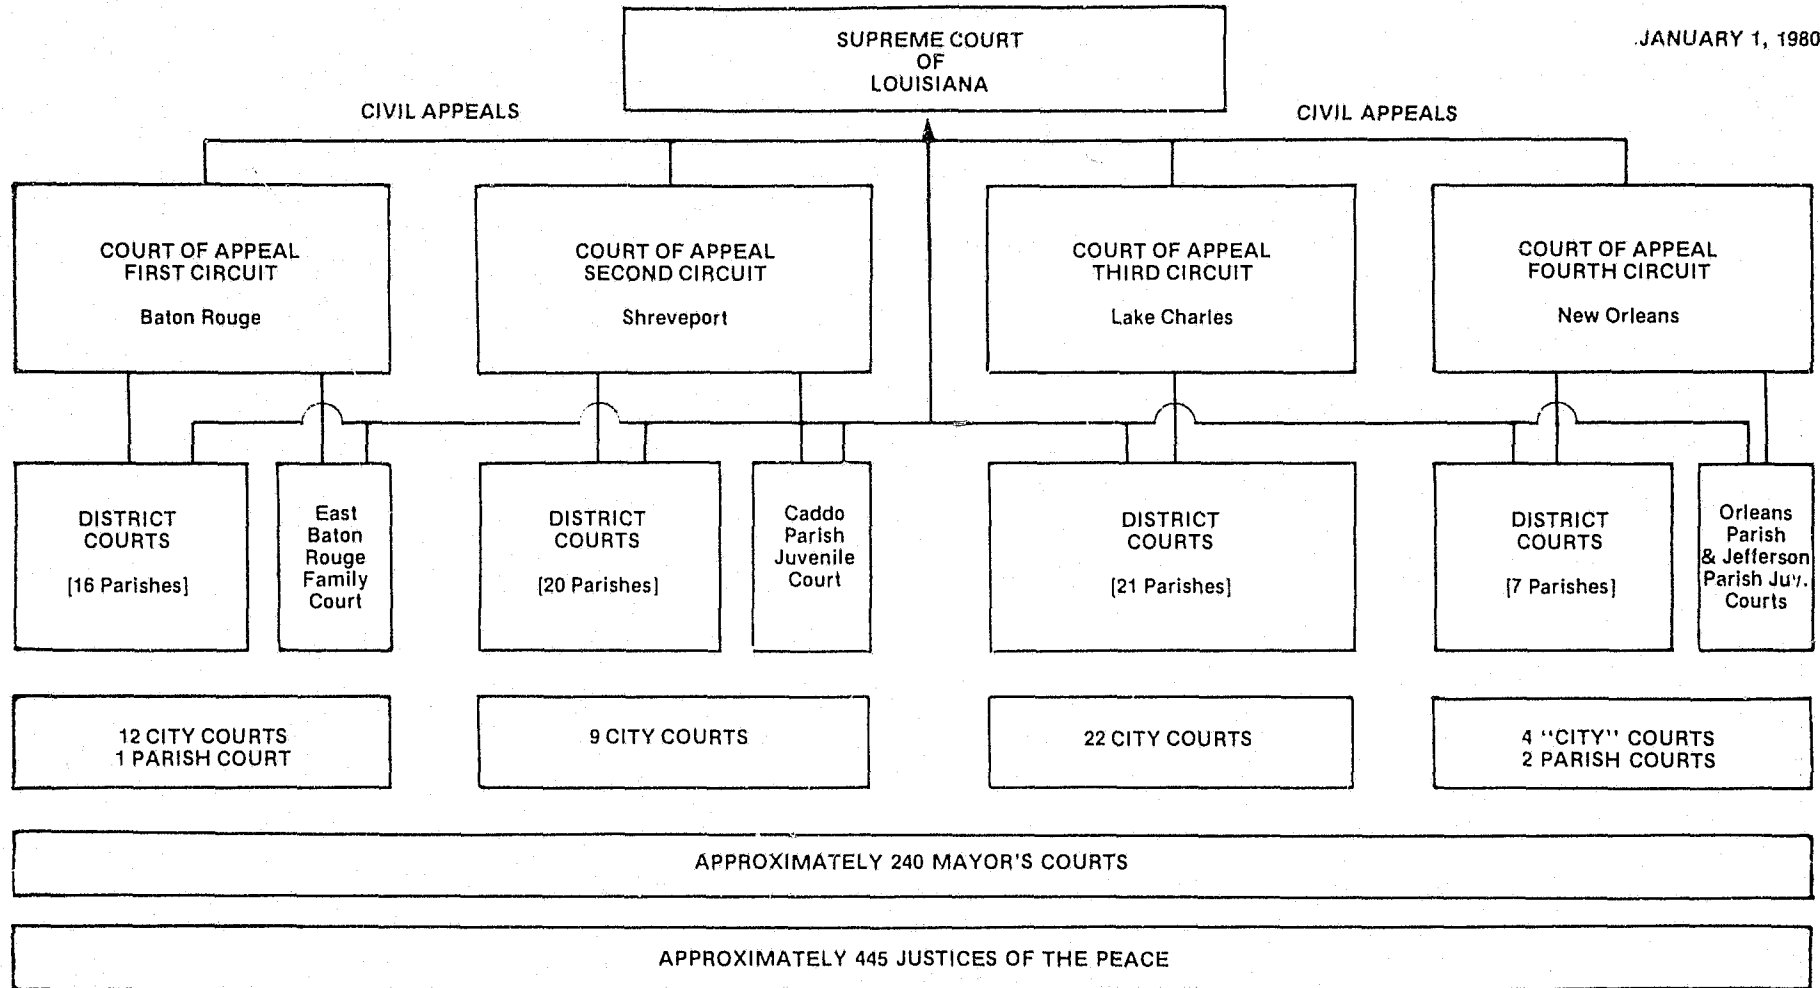 JANUARY 1, 1980
SUPREME COURT
OF
LOUISIANA
CIVIL APPEALS
CIVIL APPEALS
COURT OF APPEAL
FIRST CIRCUIT
Baton Rouge
COURT OF APPEAL
SECOND CIRCUIT
Shreveport
COURT OF APPEAL
THIRD CIRCUIT
Lake Charles
COURT OF APPEAL
FOURTH CIRCUIT
New Orleans
DISTRICT
COURTS
[16 Parishes]
East
Baton
Rouge
Family
Court
DISTRICT
COURTS
[20 Parishes]
Caddo
Parish
Juvenile
Court
DISTRICT
COURTS
[21 Parishes]
DISTRICT
COURTS
[7 Parishes]
Orleans
Parish
& Jefferson
Parish Juv.
Courts
12 CITY COURTS
1 PARISH COURT
9 CITY COURTS
22 CITY COURTS
4 "CITY" COURTS
2 PARISH COURTS
APPROXIMATELY 240 MAYOR'S COURTS
APPROXIMATELY 445 JUSTICES OF THE PEACE